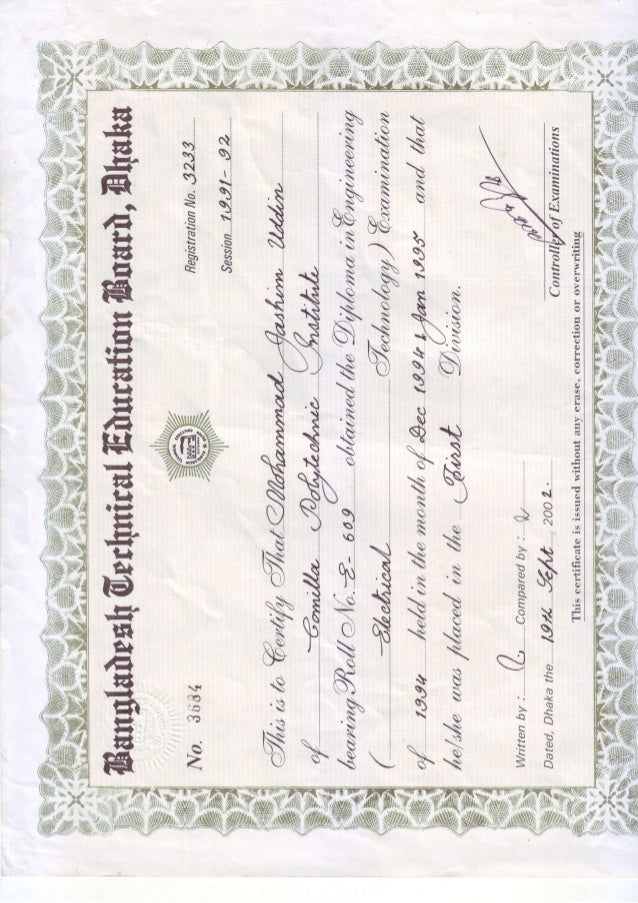 Bangladesh Technical Education Board, Dhaka
No. 3684
Registration No. 3233
Session 1991-92
This is to Certify That Mohammad Jashim Uddin
of Comilla Polytechnic Institute
bearing Roll No. E-609 obtained the Diploma in Engineering
( Electrical Technology) Examination
of 1994 held in the month of Dec 1994 & Jan 1995 and that
he/she was placed in the First Division.
Written by : Compared by :
Dated, Dhaka the 19th Sept. 2002.
Controller of Examinations
This certificate is issued without any erase, correction or overwriting